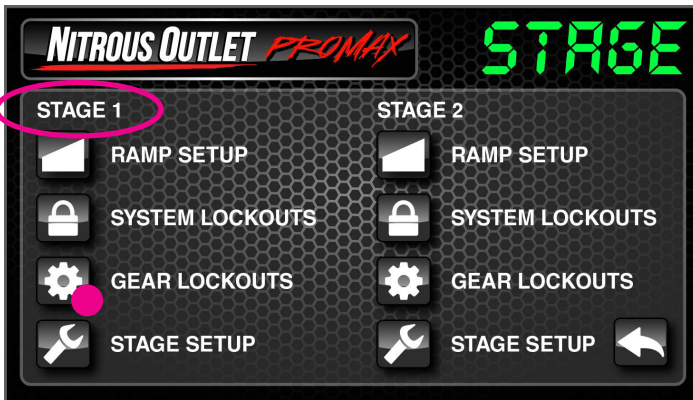 NITROUS OUTLET PROMAX
STAGE
STAGE 1
RAMP SETUP
SYSTEM LOCKOUTS
GEAR LOCKOUTS
STAGE SETUP
STAGE 2
RAMP SETUP
SYSTEM LOCKOUTS
GEAR LOCKOUTS
STAGE SETUP